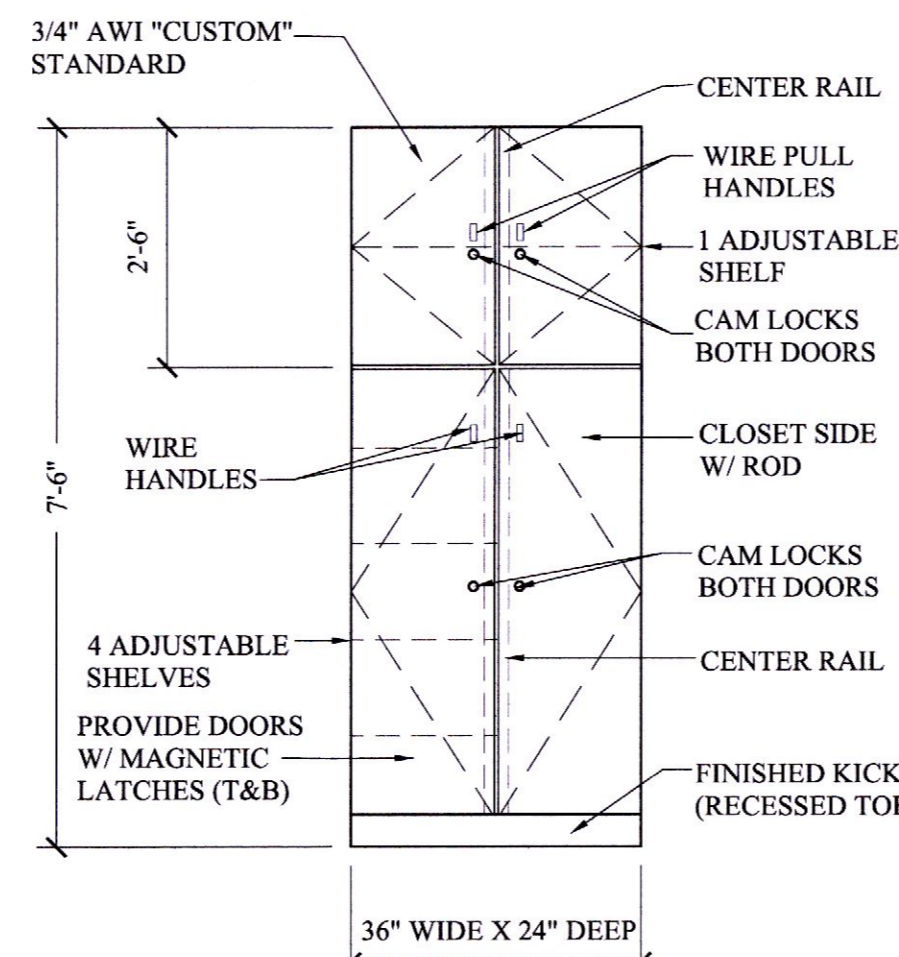 3/4" AWI "CUSTOM"
STANDARD
CENTER RAIL
WIRE PULL
HANDLES
2'-6"
1 ADJUSTABLE
SHELF
CAM LOCKS
BOTH DOORS
7'-6"
WIRE
HANDLES
CLOSET SIDE
W/ ROD
CAM LOCKS
BOTH DOORS
4 ADJUSTABLE
SHELVES
CENTER RAIL
PROVIDE DOORS
W/ MAGNETIC
LATCHES (T&B)
FINISHED KICK
(RECESSED
36" WIDE X 24" DEEP